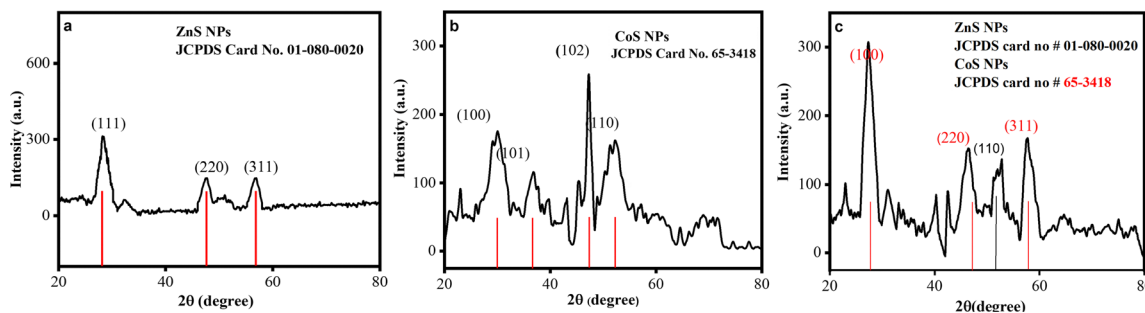 a
ZnS NPs
JCPDS Card No. 01-080-0020
600
300
0
(111)
(220)
(311)
Intensity (a.u.)
20
40
60
80
2θ (degree)
b
CoS NPs
JCPDS Card No. 65-3418
300
200
100
0
(100)
(101)
(102)
(110)
Intensity (a.u.)
20
40
60
80
2θ (degree)
c
ZnS NPs
JCPDS card no # 01-080-0020
CoS NPs
JCPDS card no # 65-3418
300
200
100
0
(100)
(220)
(110)
(311)
Intensity (a.u.)
20
40
60
80
2θ(degree)